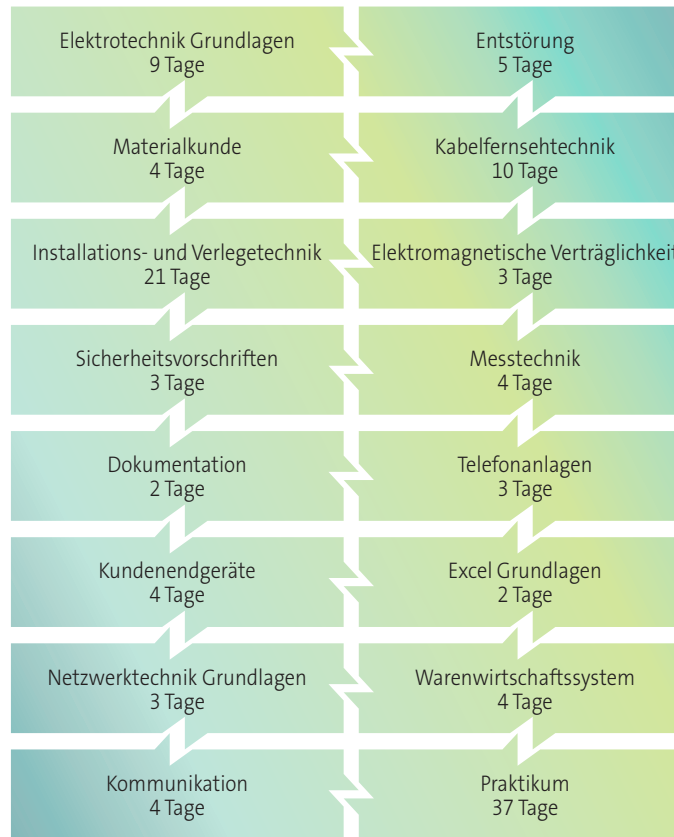 Elektrotechnik Grundlagen
9 Tage
Entstörung
5 Tage
Materialkunde
4 Tage
Kabelfernsehtechnik
10 Tage
Installations- und Verlegetechnik
21 Tage
Elektromagnetische Verträglichkeit
3 Tage
Sicherheitsvorschriften
3 Tage
Messtechnik
4 Tage
Dokumentation
2 Tage
Telefonanlagen
3 Tage
Kundenendgeräte
4 Tage
Excel Grundlagen
2 Tage
Netzwerktechnik Grundlagen
3 Tage
Warenwirtschaftssystem
4 Tage
Kommunikation
4 Tage
Praktikum
37 Tage